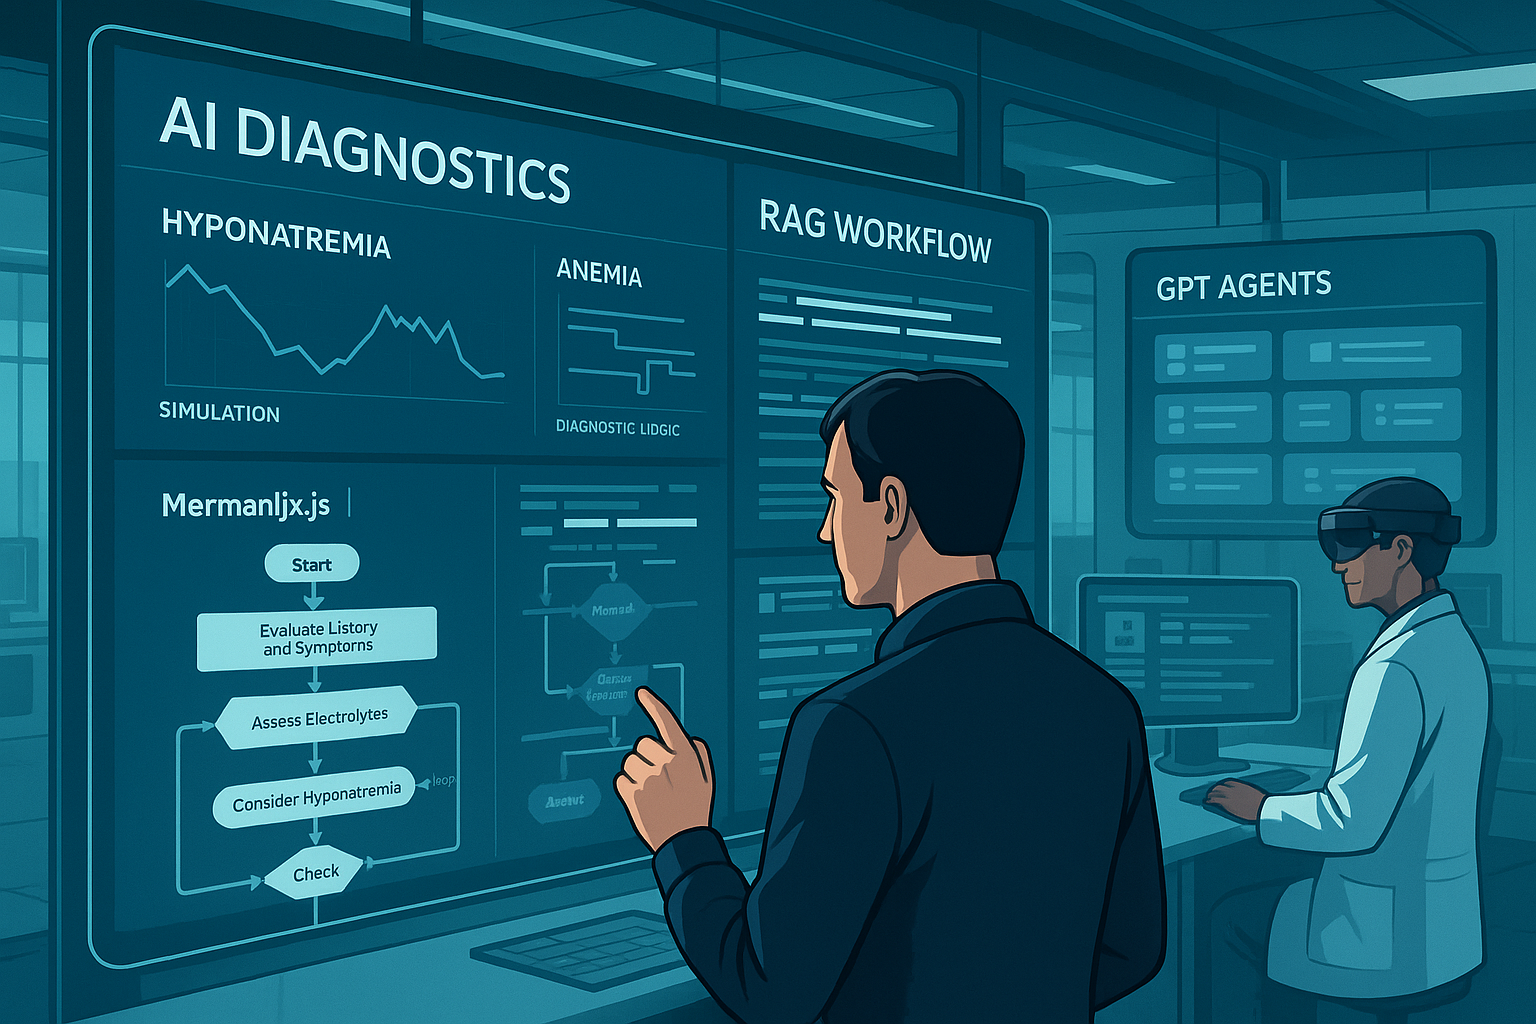 AI DIAGNOSTICS
HYPONATREMIA
SIMULATION
ANEMIA
DIAGNOSTIC LIDGIC
RAG WORKFLOW
GPT AGENTS
Mermanljx.js
Start
Evaluate Listory
and Symptorns
Assess Electrolytes
Consider Hyponatremia
loop
Check